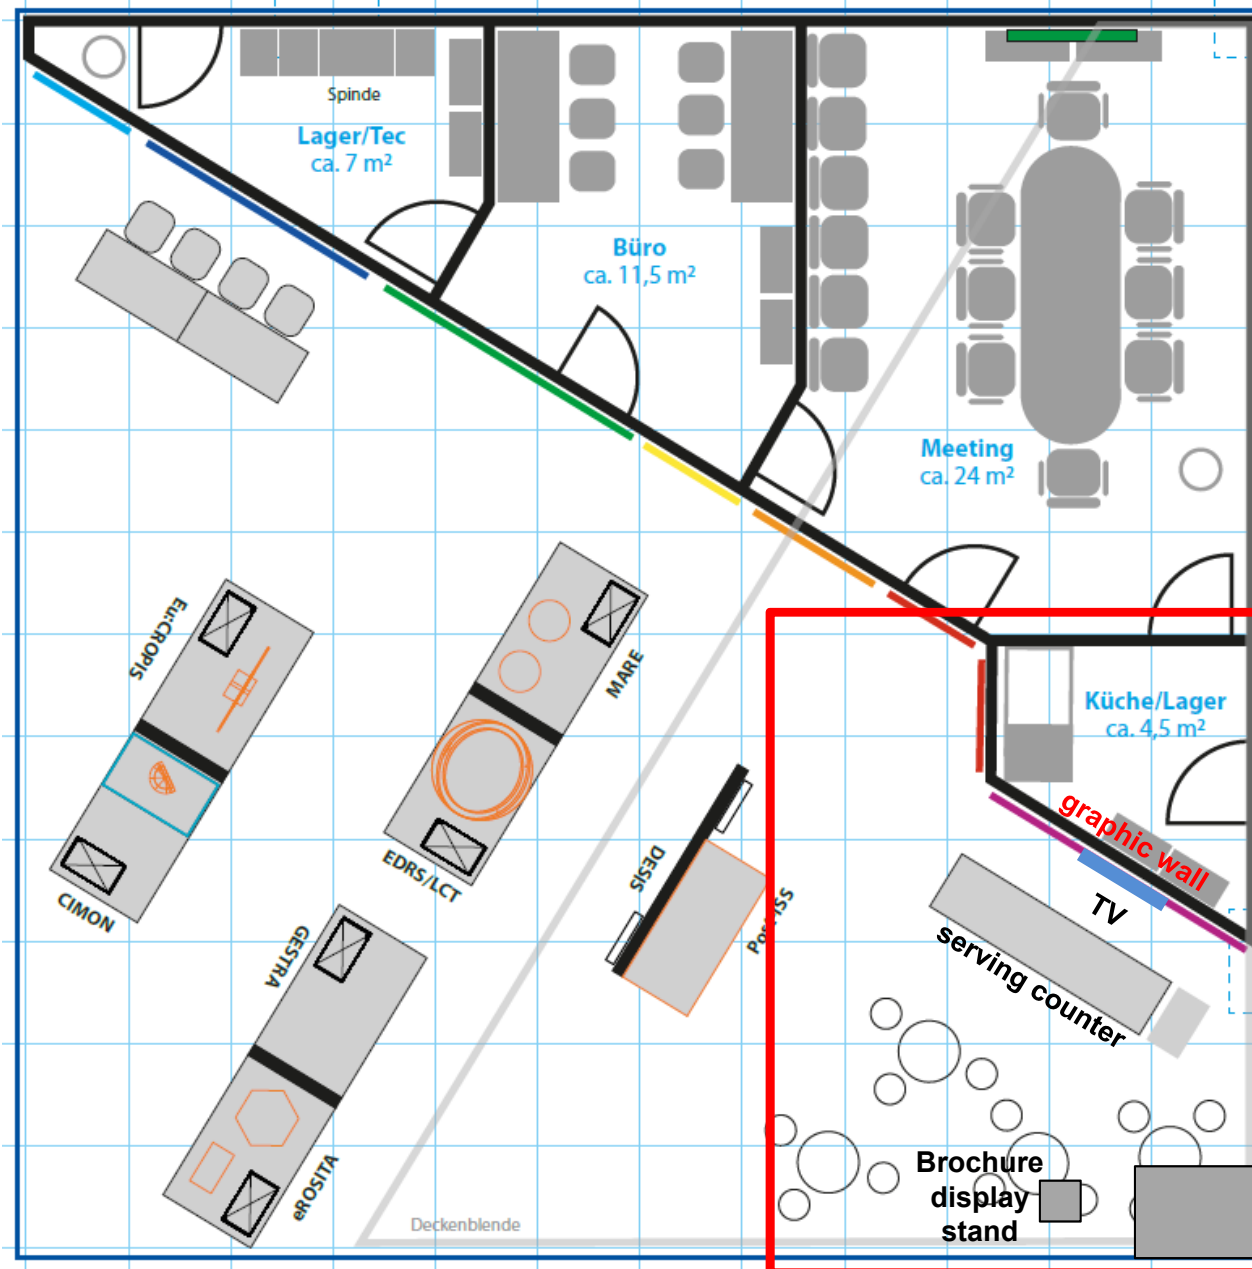 Spinde
Lager/Tec
ca. 7 m²
Büro
ca. 11,5 m²
Meeting
ca. 24 m²
Küche/Lager
ca. 4,5 m²
graphic wall
TV
serving counter
Eu:CROPIS
MARE
CIMON
EDRS/LCT
DESIS
GESTRA
eROSITA
Brochure
display
stand
Deckenblende